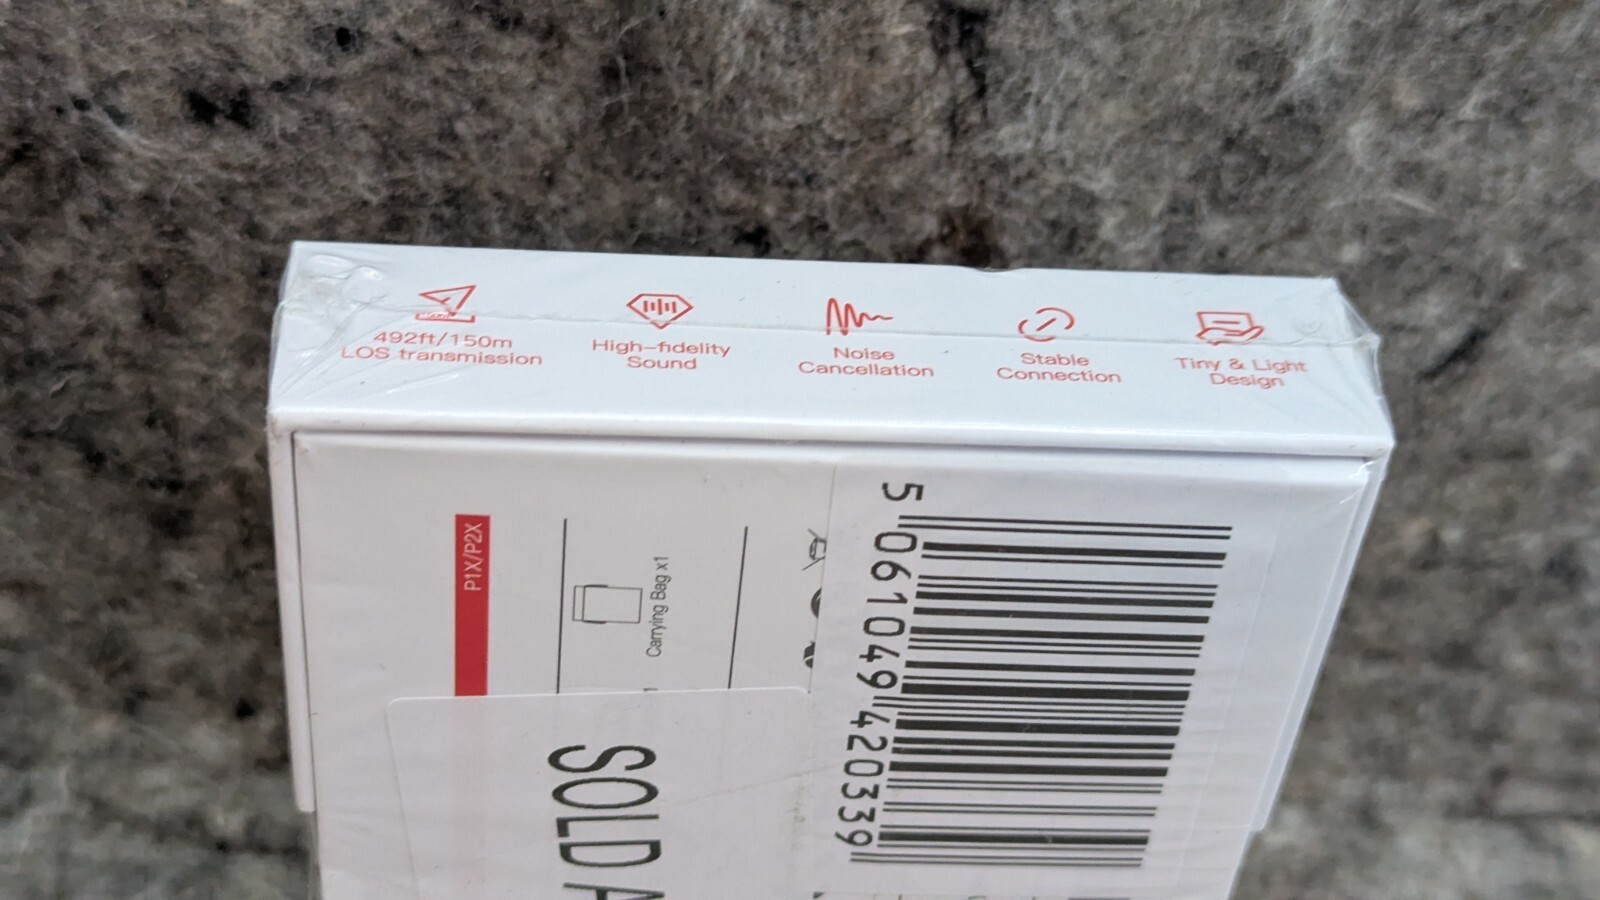 492ft/150m
LOS transmission
High-fidelity
Sound
Noise
Cancellation
Stable
Connection
Tiny & Light
Design
P1X/P2X
Carrying Bag x1
5 061049 420339
SOLD